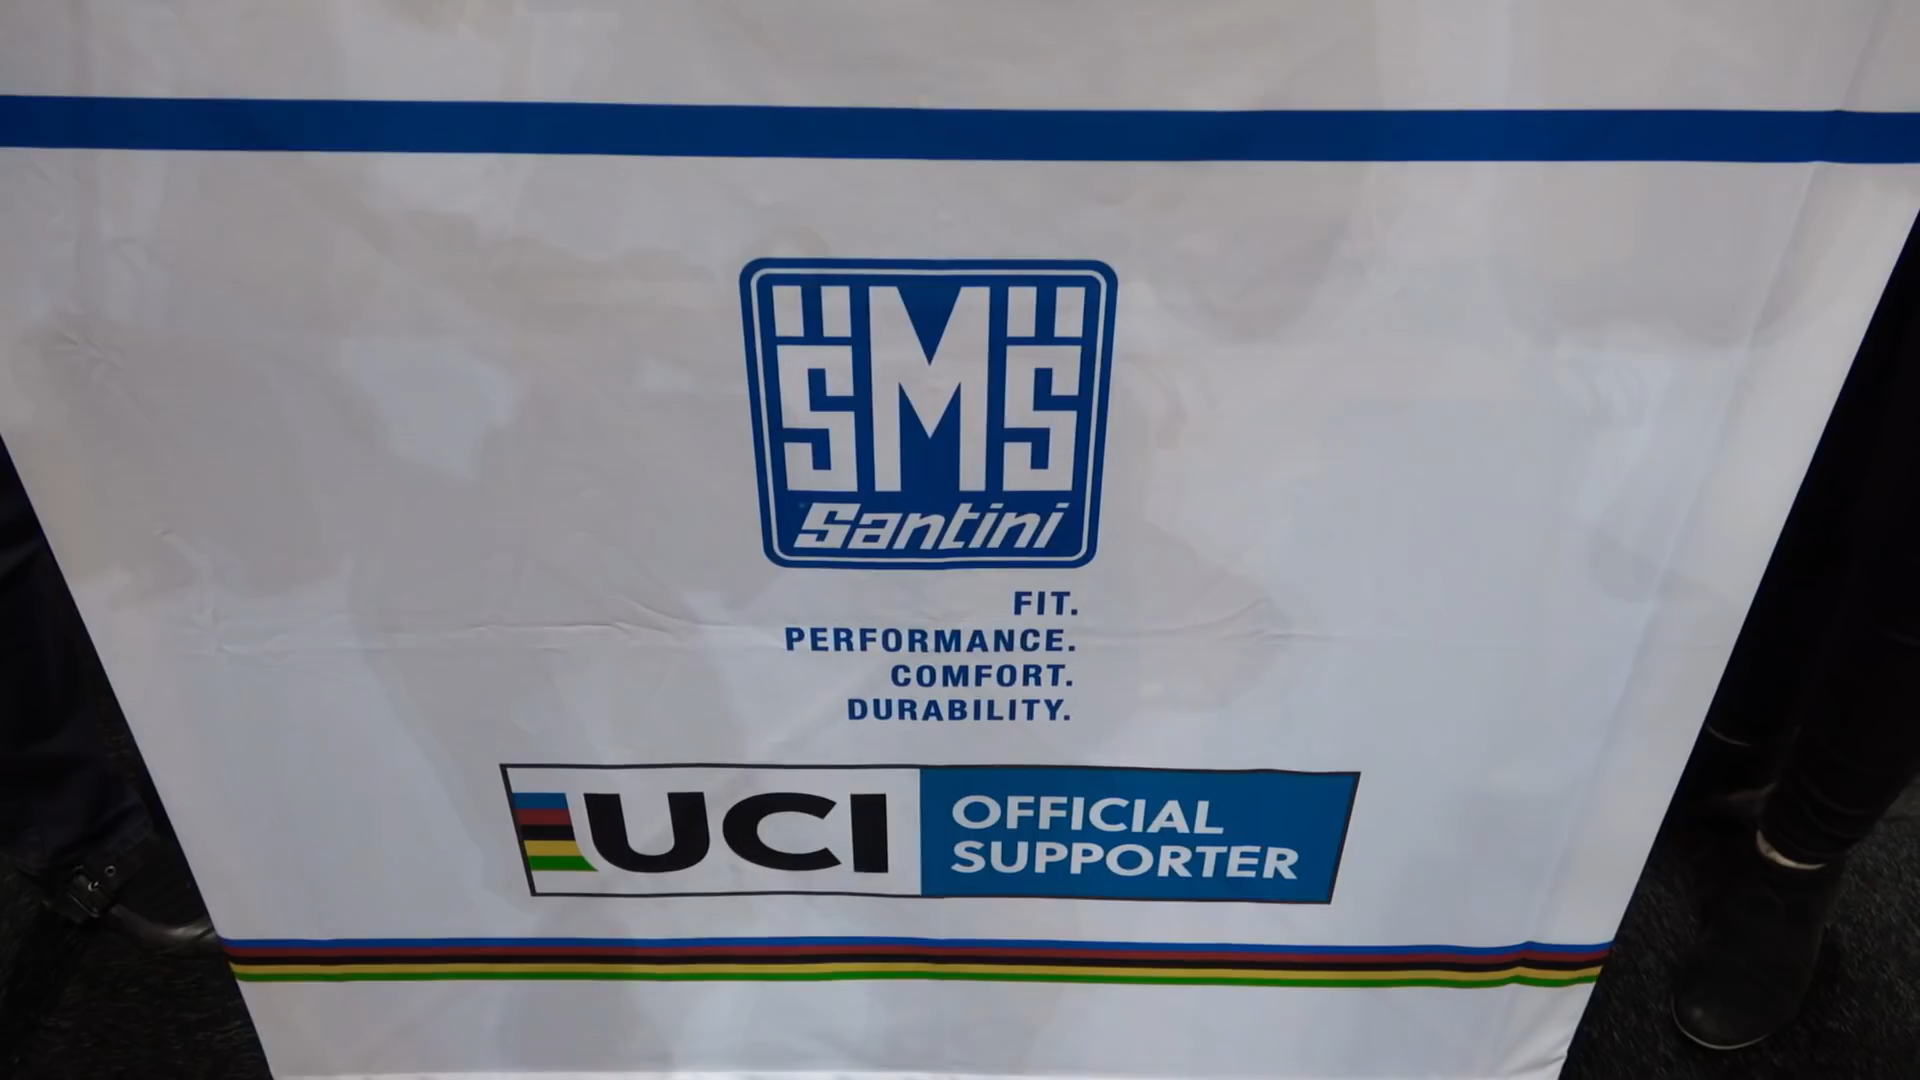 SMS
Santini
FIT.
PERFORMANCE.
COMFORT.
DURABILITY.
UCI OFFICIAL
SUPPORTER